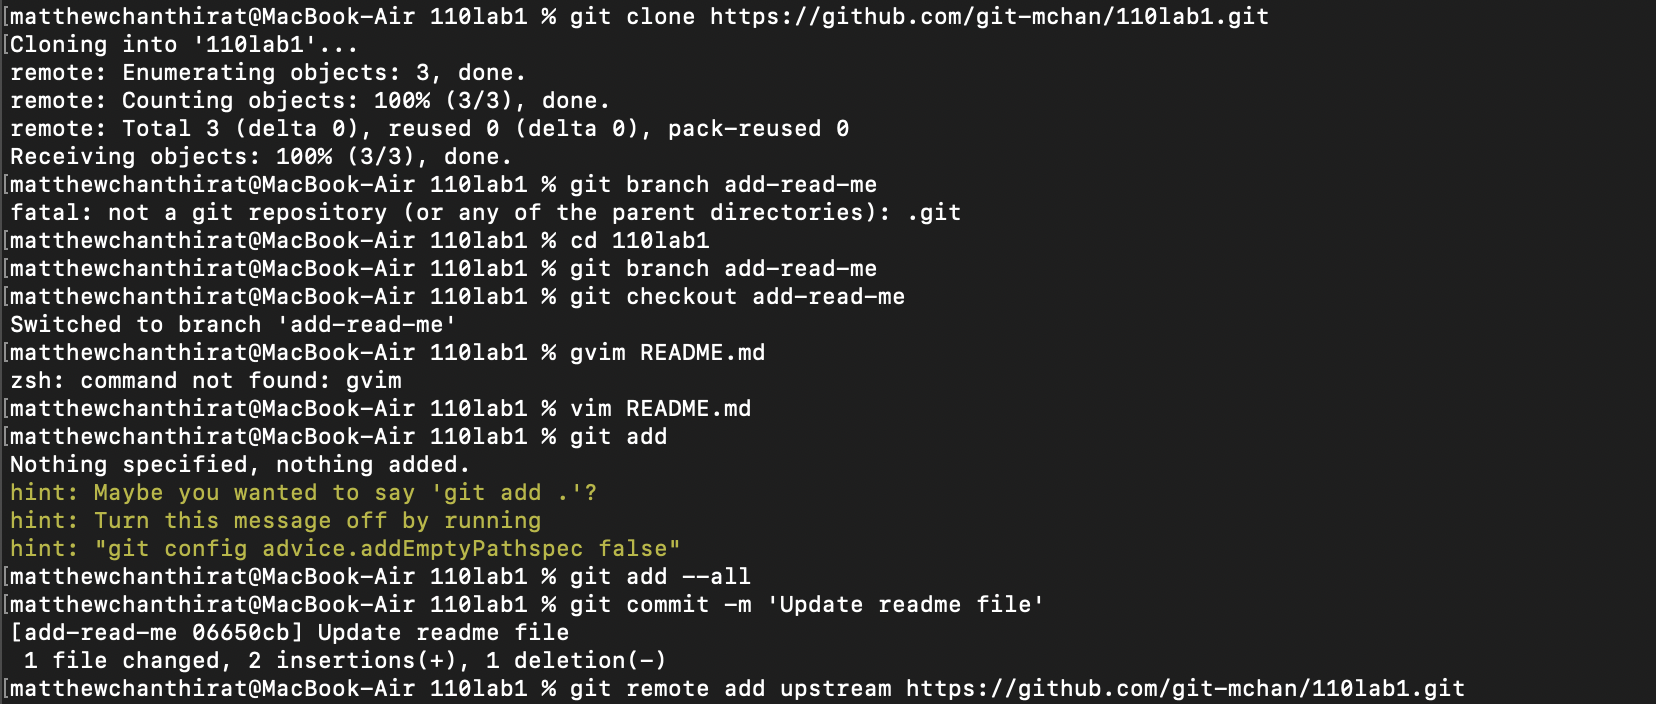 [matthewchanthirat@MacBook-Air 110lab1 % git clone https://github.com/git-mchan/110lab1.git
[Cloning into '110lab1'...
remote: Enumerating objects: 3, done.
remote: Counting objects: 100% (3/3), done.
remote: Total 3 (delta 0), reused 0 (delta 0), pack-reused 0
Receiving objects: 100% (3/3), done.
[matthewchanthirat@MacBook-Air 110lab1 % git branch add-read-me
fatal: not a git repository (or any of the parent directories): .git
[matthewchanthirat@MacBook-Air 110lab1 % cd 110lab1
[matthewchanthirat@MacBook-Air 110lab1 % git branch add-read-me
[matthewchanthirat@MacBook-Air 110lab1 % git checkout add-read-me
Switched to branch 'add-read-me'
[matthewchanthirat@MacBook-Air 110lab1 % gvim README.md
zsh: command not found: gvim
[matthewchanthirat@MacBook-Air 110lab1 % vim README.md
[matthewchanthirat@MacBook-Air 110lab1 % git add
Nothing specified, nothing added.
hint: Maybe you wanted to say 'git add .'?
hint: Turn this message off by running
hint: "git config advice.addEmptyPathspec false"
[matthewchanthirat@MacBook-Air 110lab1 % git add --all
[matthewchanthirat@MacBook-Air 110lab1 % git commit -m 'Update readme file'
[add-read-me 06650cb] Update readme file
 1 file changed, 2 insertions(+), 1 deletion(-)
[matthewchanthirat@MacBook-Air 110lab1 % git remote add upstream https://github.com/git-mchan/110lab1.git